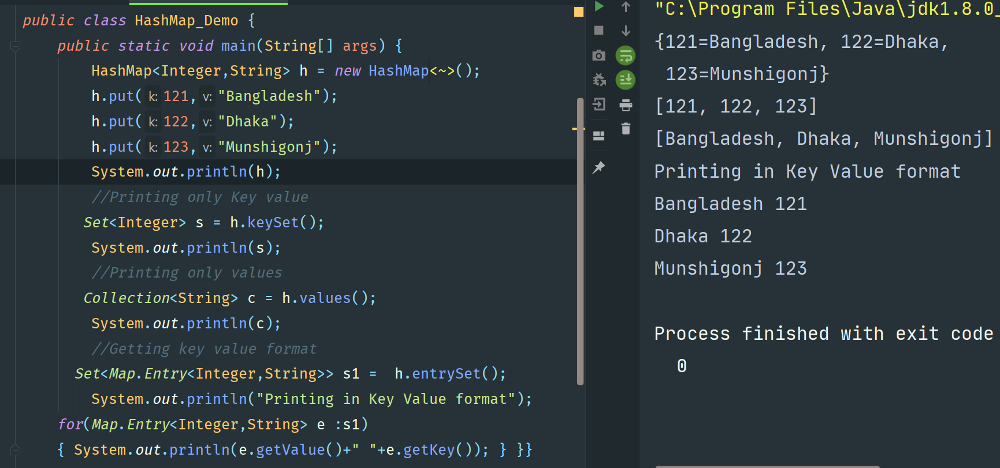 public class HashMap_Demo {
public static void main(String[] args) {
HashMap<Integer,String> h = new HashMap<~>();
h.put( k: 121, v: "Bangladesh");
h.put( k: 122, v: "Dhaka");
h.put( k: 123, v: "Munshigonj");
System.out.println(h);
//Printing only Key value
Set<Integer> s = h.keySet();
System.out.println(s);
//Printing only values
Collection<String> c = h.values();
System.out.println(c);
//Getting key value format
Set<Map.Entry<Integer,String>> s1 =  h.entrySet();
System.out.println("Printing in Key Value format");
for(Map.Entry<Integer,String> e :s1)
{ System.out.println(e.getValue()+" "+e.getKey()); } }}
"C:\Program Files\Java\jdk1.8.0_
{121=Bangladesh, 122=Dhaka,
123=Munshigonj}
[121, 122, 123]
[Bangladesh, Dhaka, Munshigonj]
Printing in Key Value format
Bangladesh 121
Dhaka 122
Munshigonj 123
Process finished with exit code
0